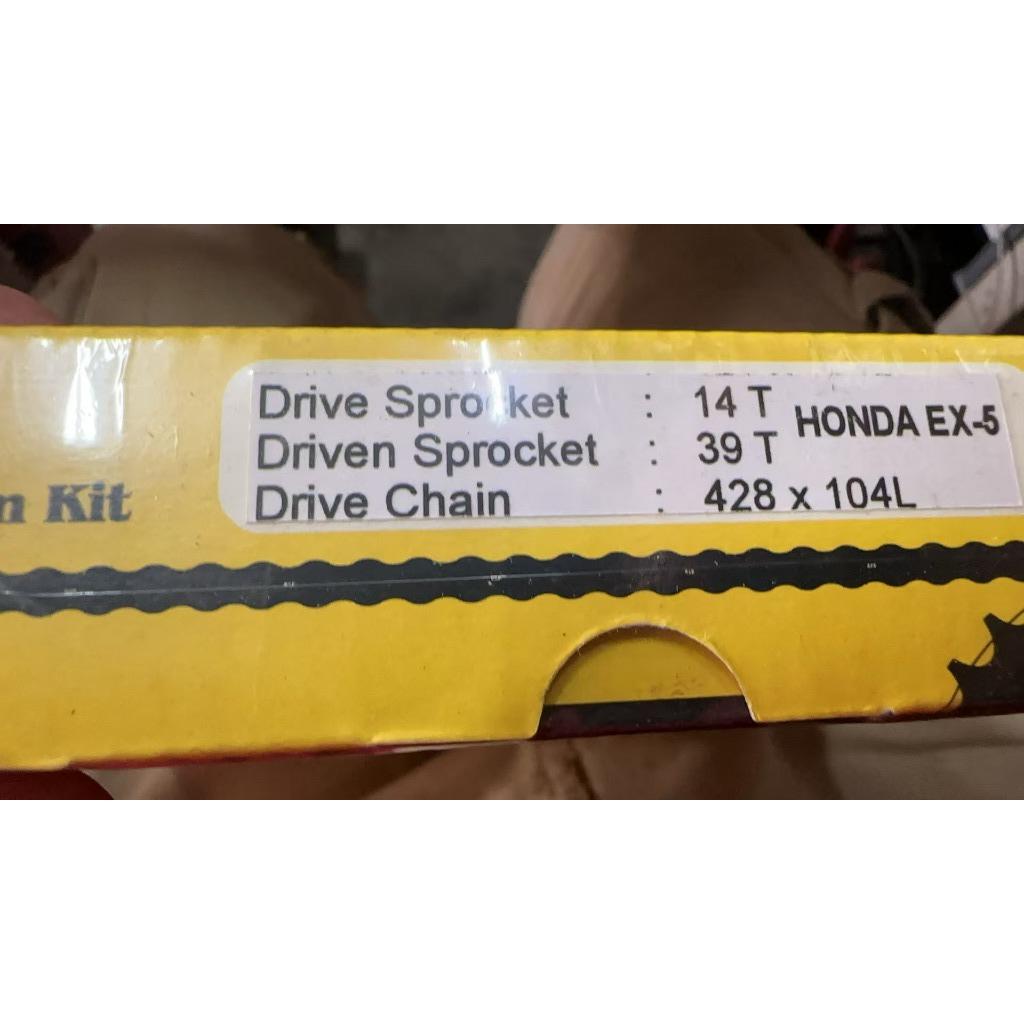 Drive Sprocket : 14 T
HONDA EX-5
Driven Sprocket : 39 T
Drive Chain : 428 x 104L
Kit